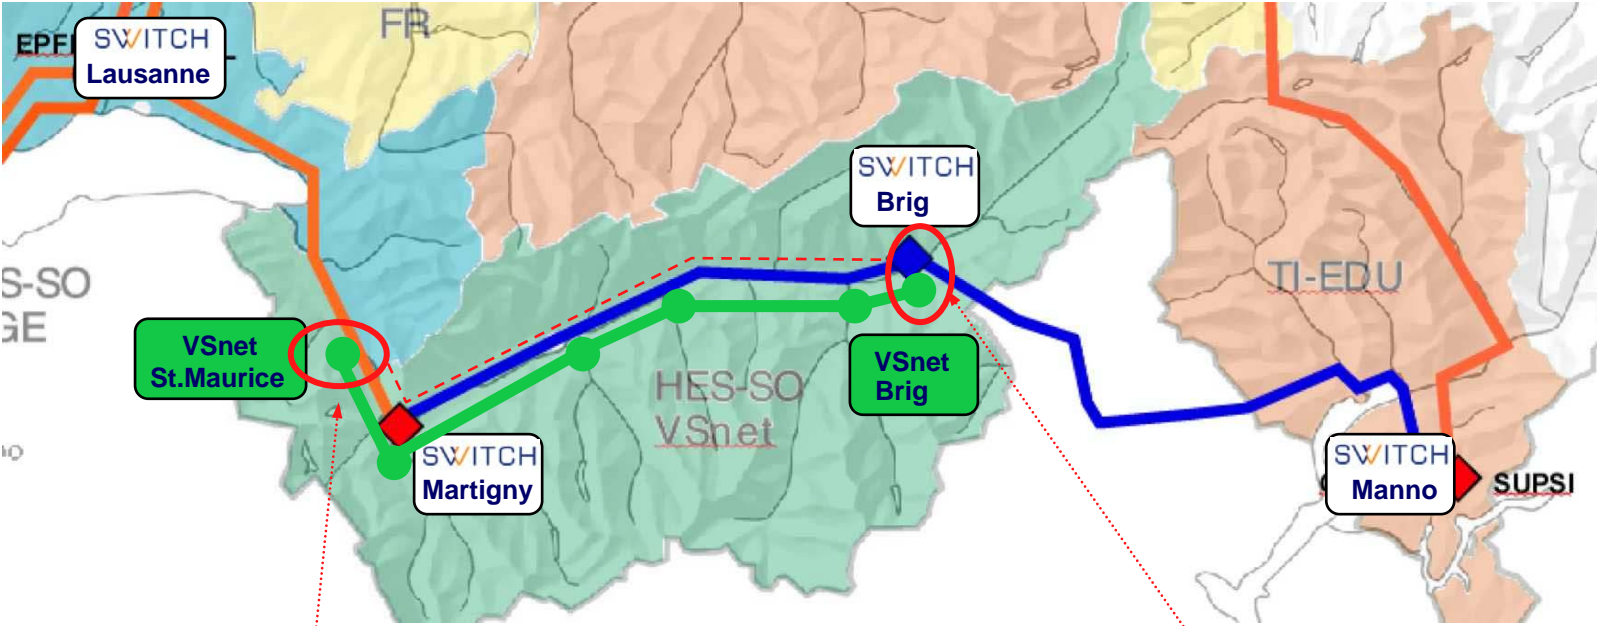 FR
EPF
SWITCH
Lausanne
SWITCH
Brig
S-SO
GE
TI-EDU
VSnet
St.Maurice
VSnet
Brig
HES-SO
VSnet
SWITCH
Martigny
SWITCH
Manno
SUPSI